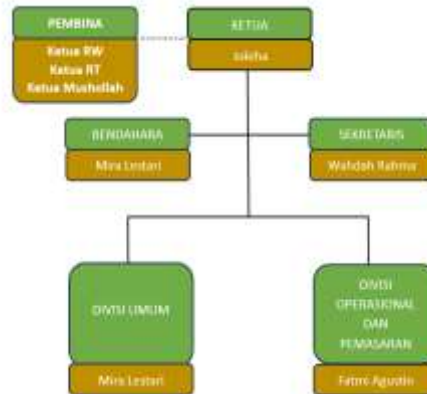 PEMBINA
Ketua RW
Ketua RT
Ketua Mushollah
KETUA
BENDAHARA
Mira Lestari
SEKRETARIS
Wahdah Rahma
DIVISI UMUM
Mira Lestari
DIVISI
OPERASIONAL
DAN
PEMASARAN
Fatmi Agustin